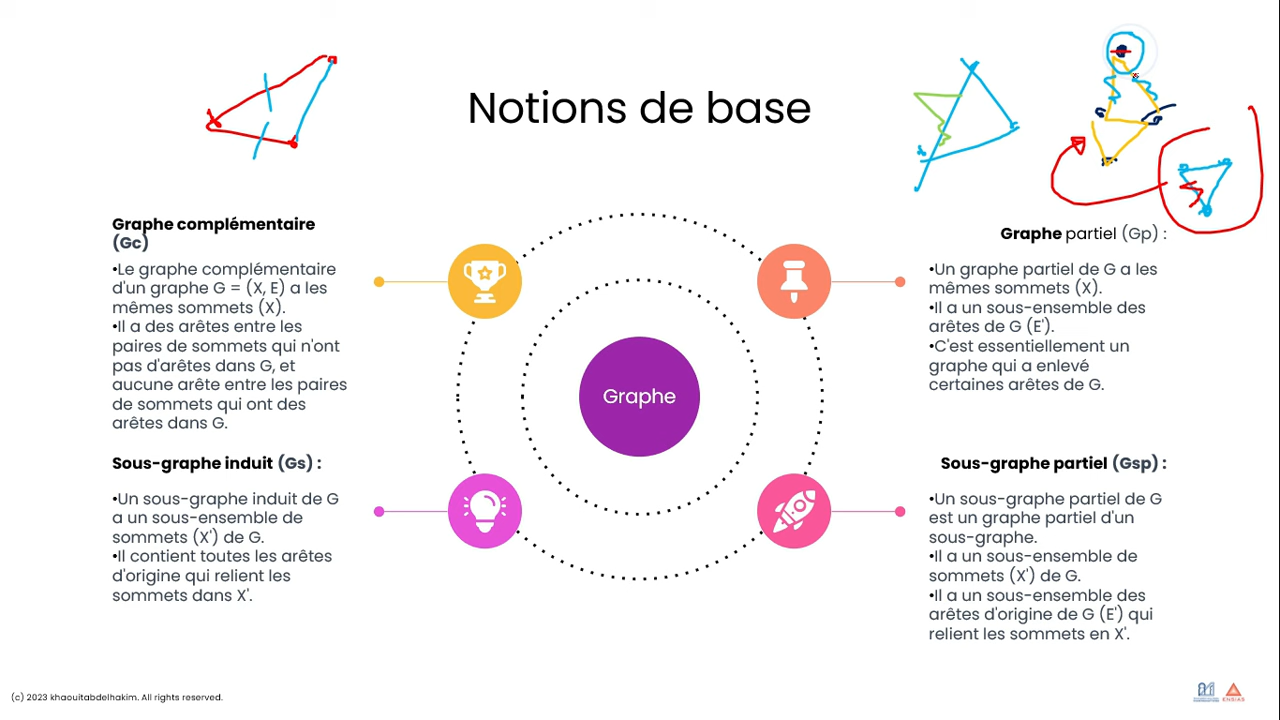 Notions de base
Graphe complémentaire
(Gc)
•Le graphe complémentaire
d'un graphe G = (X, E) a les
mêmes sommets (X).
•Il a des arêtes entre les
paires de sommets qui n'ont
pas d'arêtes dans G, et
aucune arête entre les paires
de sommets qui ont des
arêtes dans G.
Graphe partiel (Gp) :
•Un graphe partiel de G a les
mêmes sommets (X).
•Il a un sous-ensemble des
arêtes de G (E').
•C'est essentiellement un
graphe qui a enlevé
certaines arêtes de G.
Graphe
Sous-graphe induit (Gs) :
•Un sous-graphe induit de G
a un sous-ensemble de
sommets (X') de G.
•Il contient toutes les arêtes
d'origine qui relient les
sommets dans X'.
Sous-graphe partiel (Gsp) :
•Un sous-graphe partiel de G
est un graphe partiel d'un
sous-graphe.
•Il a un sous-ensemble de
sommets (X') de G.
•Il a un sous-ensemble des
arêtes d'origine de G (E') qui
relient les sommets en X'.
(c) 2023 khaouitabdelhakim. All rights reserved.
ENSIAS